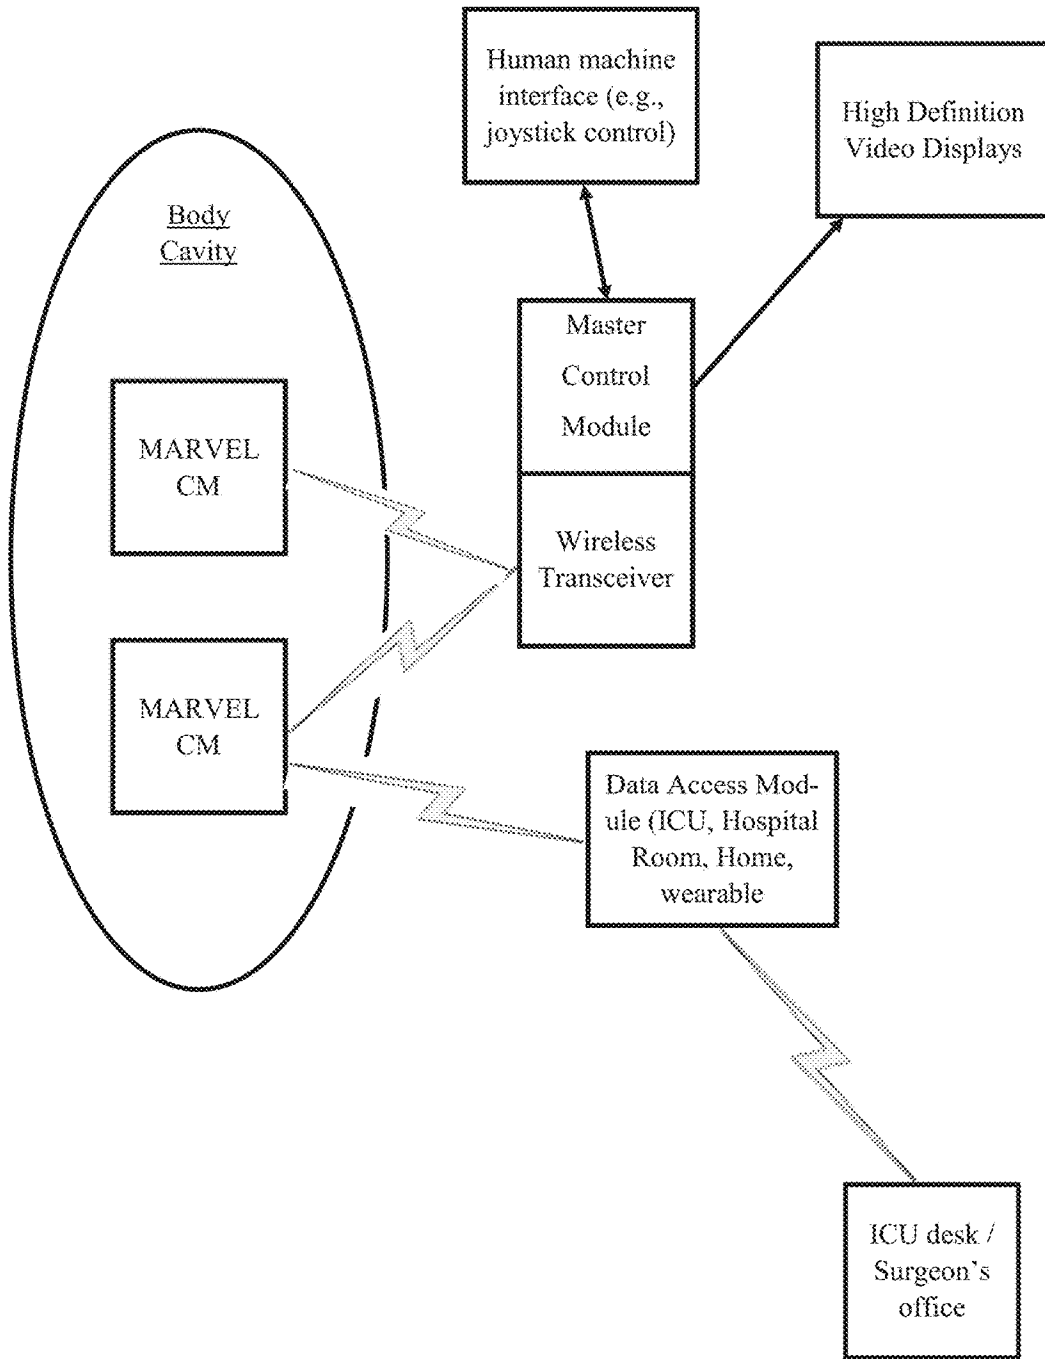 Human machine
interface (e.g.,
joystick control)
High Definition
Video Displays
Body
Cavity
Master
Control
Module
MARVEL
CM
Wireless
Transceiver
MARVEL
CM
Data Access Mod-
ule (ICU, Hospital
Room, Home,
wearable
ICU desk /
Surgeon's
office